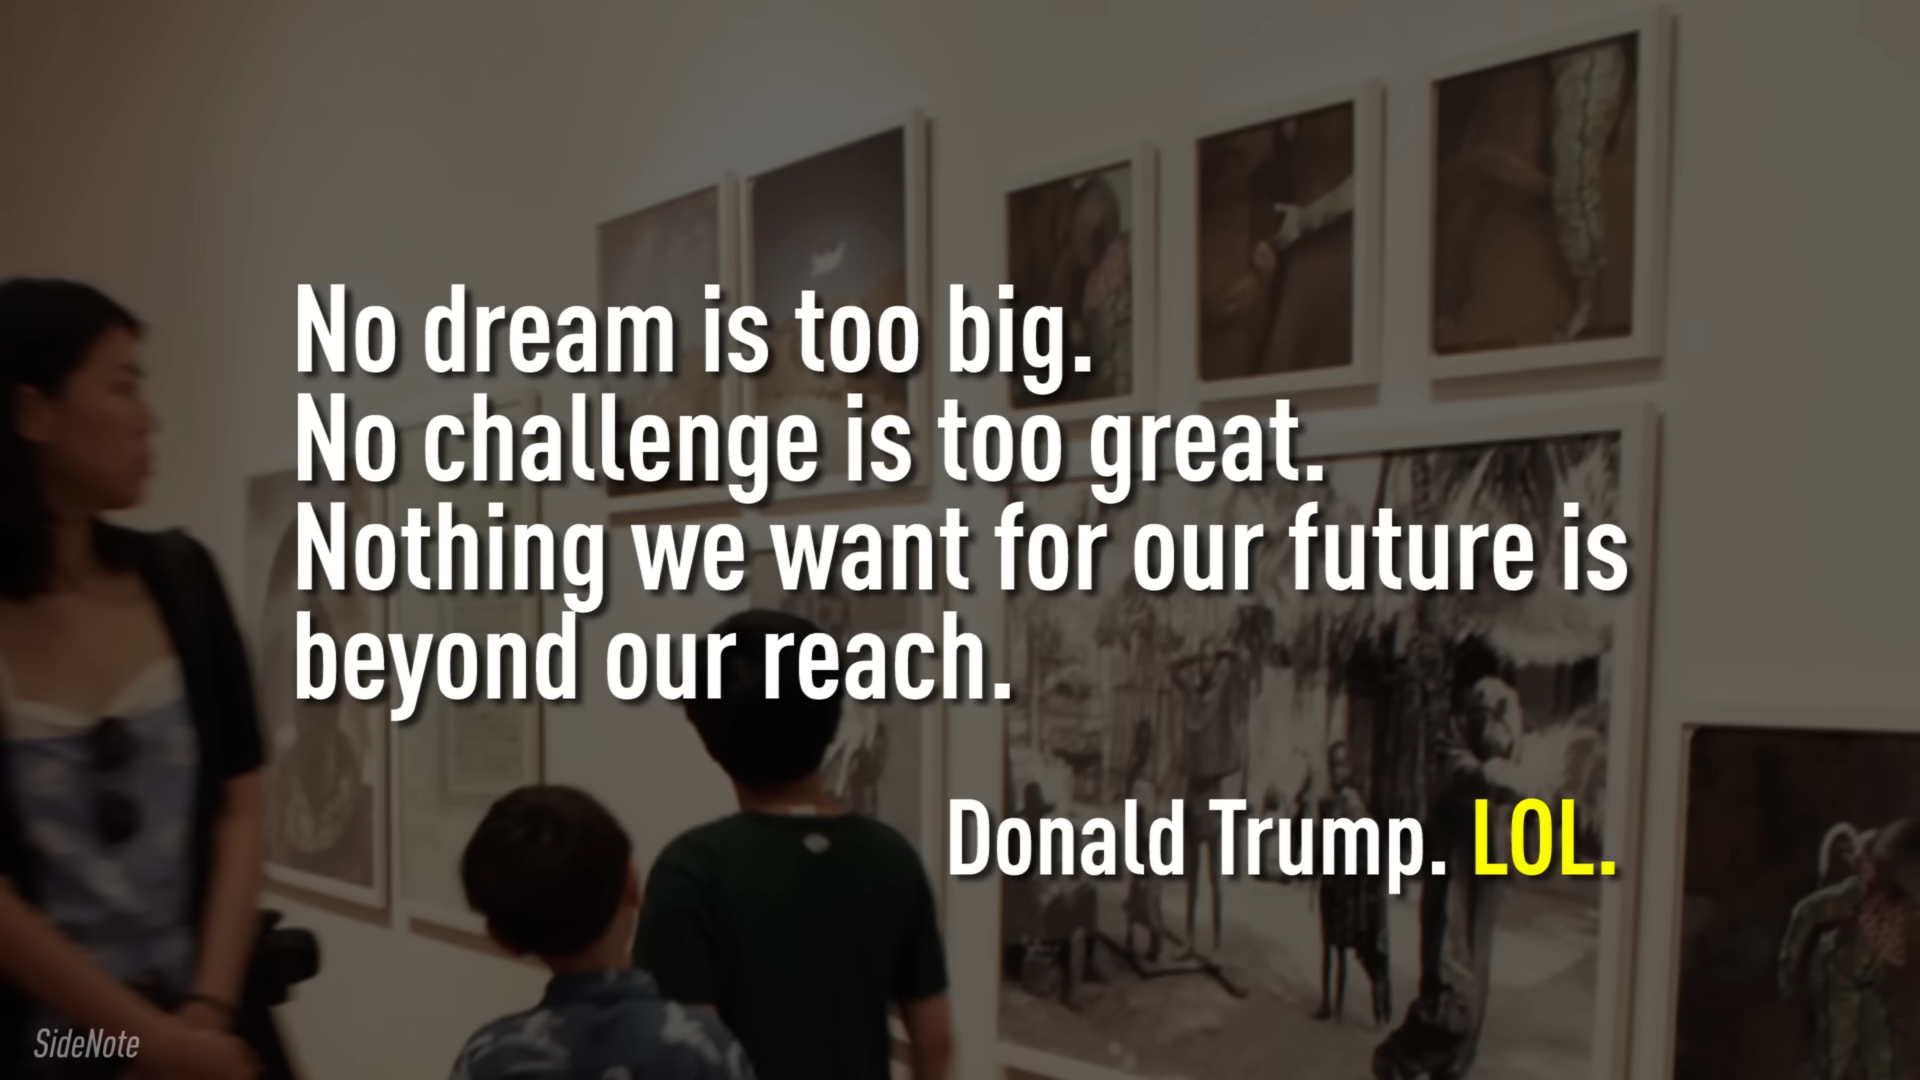 No dream is too big.
No challenge is too great.
Nothing we want for our future is
beyond our reach.
Donald Trump. LOL.
SideNote